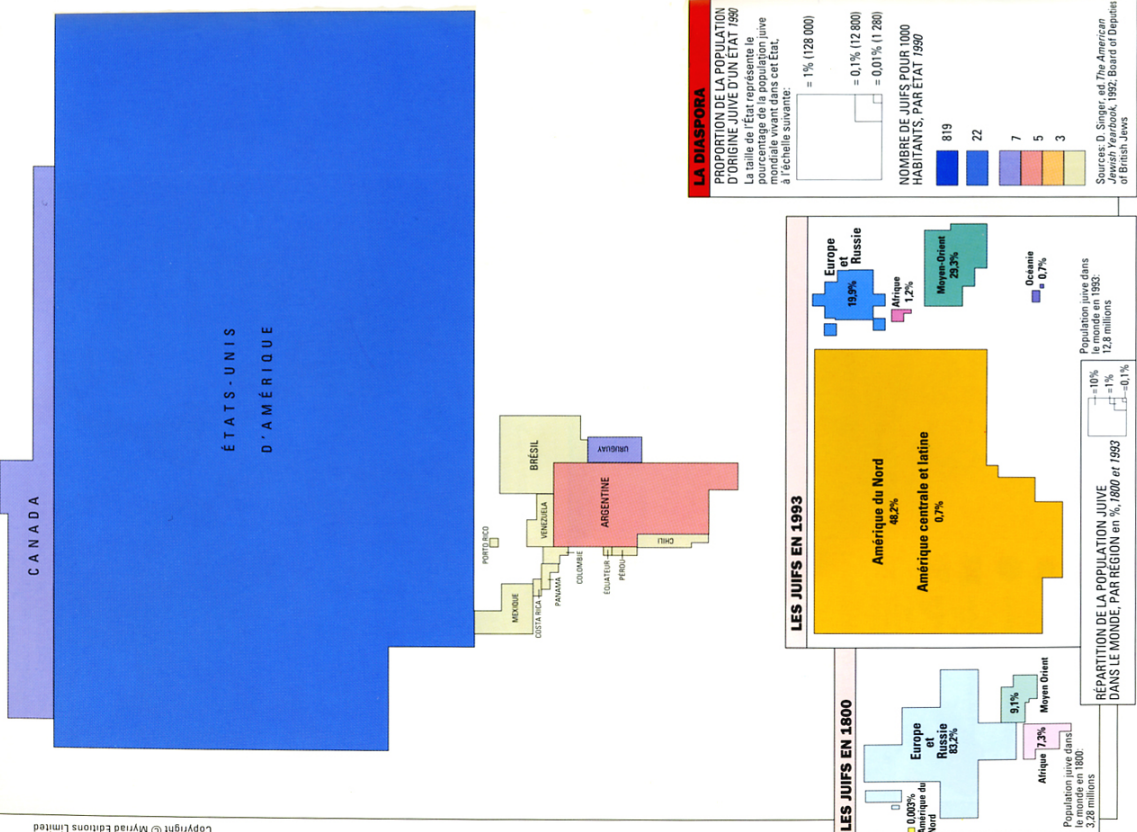 CANADA
ÉTATS-UNIS
D'AMÉRIQUE
PORTO RICO
MEXIQUE
COSTA RICA
PANAMA
COLOMBIE
VENEZUELA
BRÉSIL
URUGUAY
ARGENTINE
ÉQUATEUR
PÉROU
CHILI
LA DIASPORA
PROPORTION DE LA POPULATION
D'ORIGINE JUIVE D'UN ÉTAT 1990
La taille de l'État représente le
pourcentage de la population juive
mondiale vivant dans cet État,
à l'échelle suivante:
= 1% (128 000)
= 0,1% (12 800)
= 0,01% (1 280)
NOMBRE DE JUIFS POUR 1000
HABITANTS, PAR ÉTAT 1990
819
22
7
5
3
Sources: D. Singer, ed. The American
Jewish Yearbook, 1992; Board of Deputies
of British Jews
LES JUIFS EN 1993
Amérique du Nord
48,2%
Amérique centrale et latine
0,7%
Europe
et
Russie
19,9%
Afrique
1,2%
Moyen-Orient
29,3%
Océanie
0,7%
Population juive dans
le monde en 1993:
12,8 millions
LES JUIFS EN 1800
0,003%
Amérique du
Nord
Europe
et
Russie
83,2%
9,1%
Moyen Orient
Afrique 7,3%
Population juive dans
le monde en 1800:
3,28 millions
RÉPARTITION DE LA POPULATION JUIVE
DANS LE MONDE, PAR RÉGION en %, 1800 et 1993
=10%
=1%
=0,1%
Copyright © Myriad Editions Limited